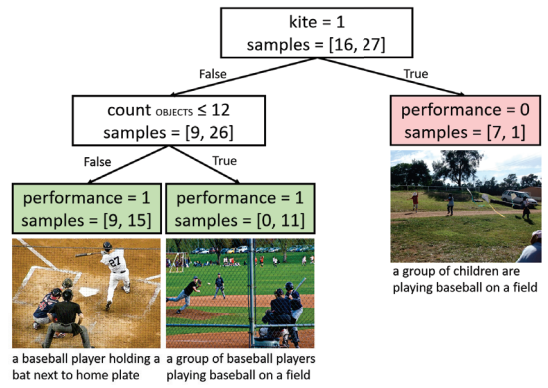 kite = 1
samples = [16, 27]
False
True
count OBJECTS ≤ 12
samples = [9, 26]
performance = 0
samples = [7, 1]
False
True
performance = 1
samples = [9, 15]
performance = 1
samples = [0, 11]
27
a group of children are
playing baseball on a field
a baseball player holding a
bat next to home plate
a group of baseball players
playing baseball on a field